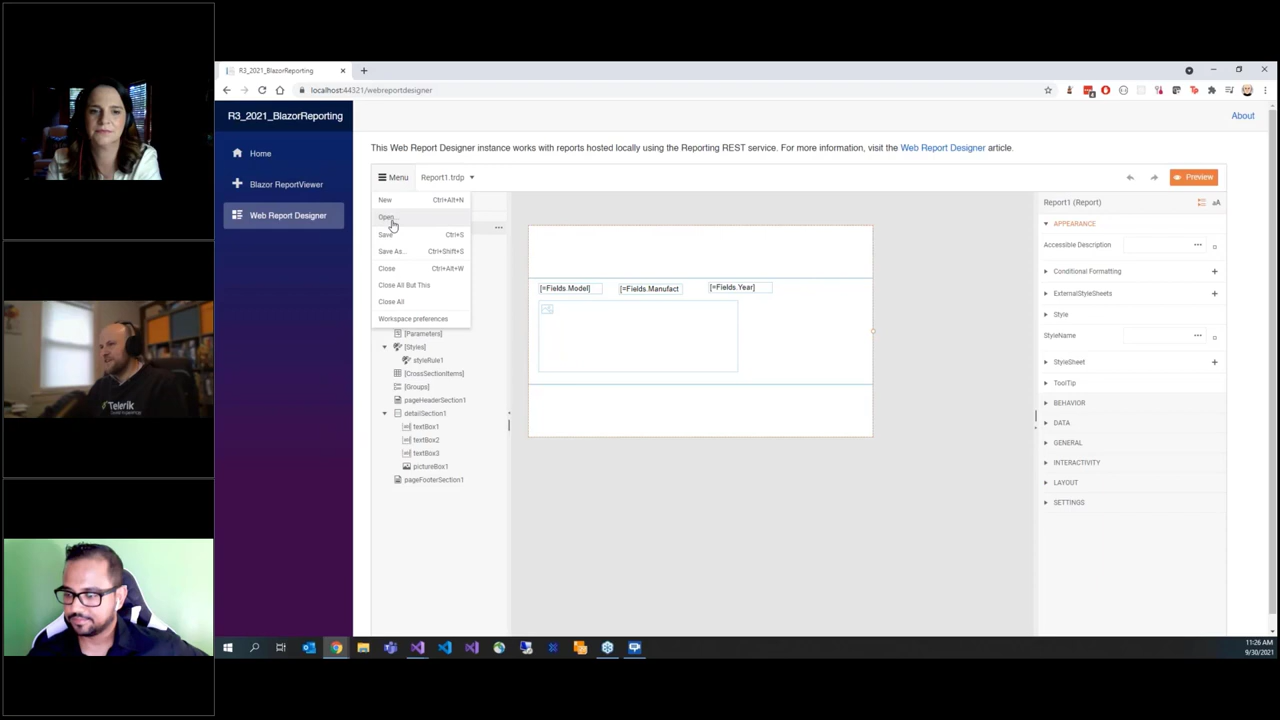 R3_2021_BlazorReporting
localhost:44321/webreportdesigner
R3_2021_BlazorReporting
About
Home
Blazor ReportViewer
Web Report Designer
This Web Report Designer instance works with reports hosted locally using the Reporting REST service. For more information, visit the Web Report Designer article.
Menu
Report1.trdp
Preview
New Ctrl+Alt+N
Open...
Save Ctrl+S
Save As... Ctrl+Shift+S
Close Ctrl+Alt+W
Close All But This
Close All
Workspace preferences
[Parameters]
[Styles]
styleRule1
[CrossSectionItems]
[Groups]
pageHeaderSection1
detailSection1
textBox1
textBox2
textBox3
pictureBox1
pageFooterSection1
[=Fields.Model]
[=Fields.Manufact
[=Fields.Year]
Report1 (Report)
aA
APPEARANCE
Accessible Description
Conditional Formatting
ExternalStyleSheets
Style
StyleName
StyleSheet
ToolTip
BEHAVIOR
DATA
GENERAL
INTERACTIVITY
LAYOUT
SETTINGS
Telerik
11:26 AM
9/30/2021